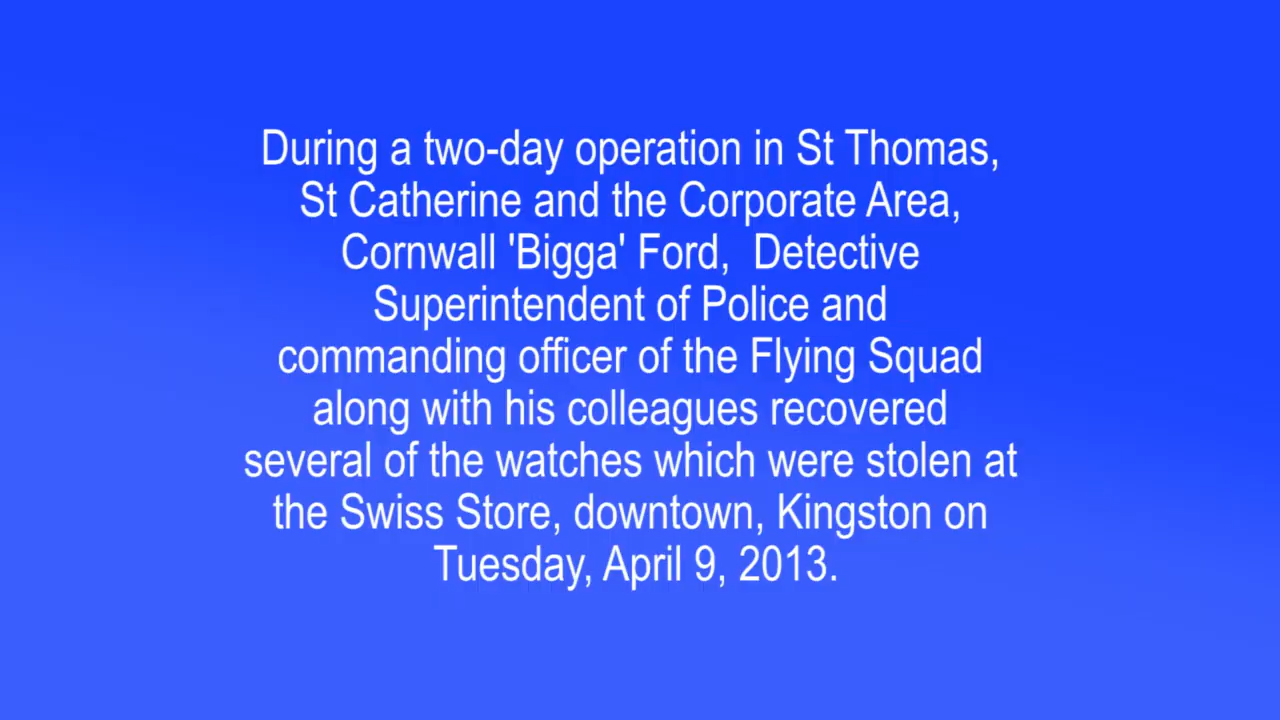 During a two-day operation in St Thomas,
St Catherine and the Corporate Area,
Cornwall 'Bigga' Ford,  Detective
Superintendent of Police and
commanding officer of the Flying Squad
along with his colleagues recovered
several of the watches which were stolen at
the Swiss Store, downtown, Kingston on
Tuesday, April 9, 2013.